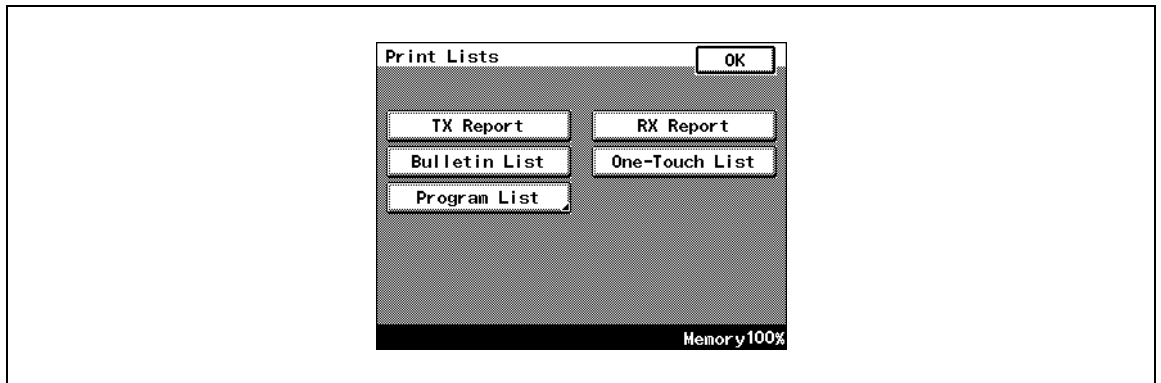 Print Lists
OK
TX Report
RX Report
Bulletin List
One-Touch List
Program List
Memory100%